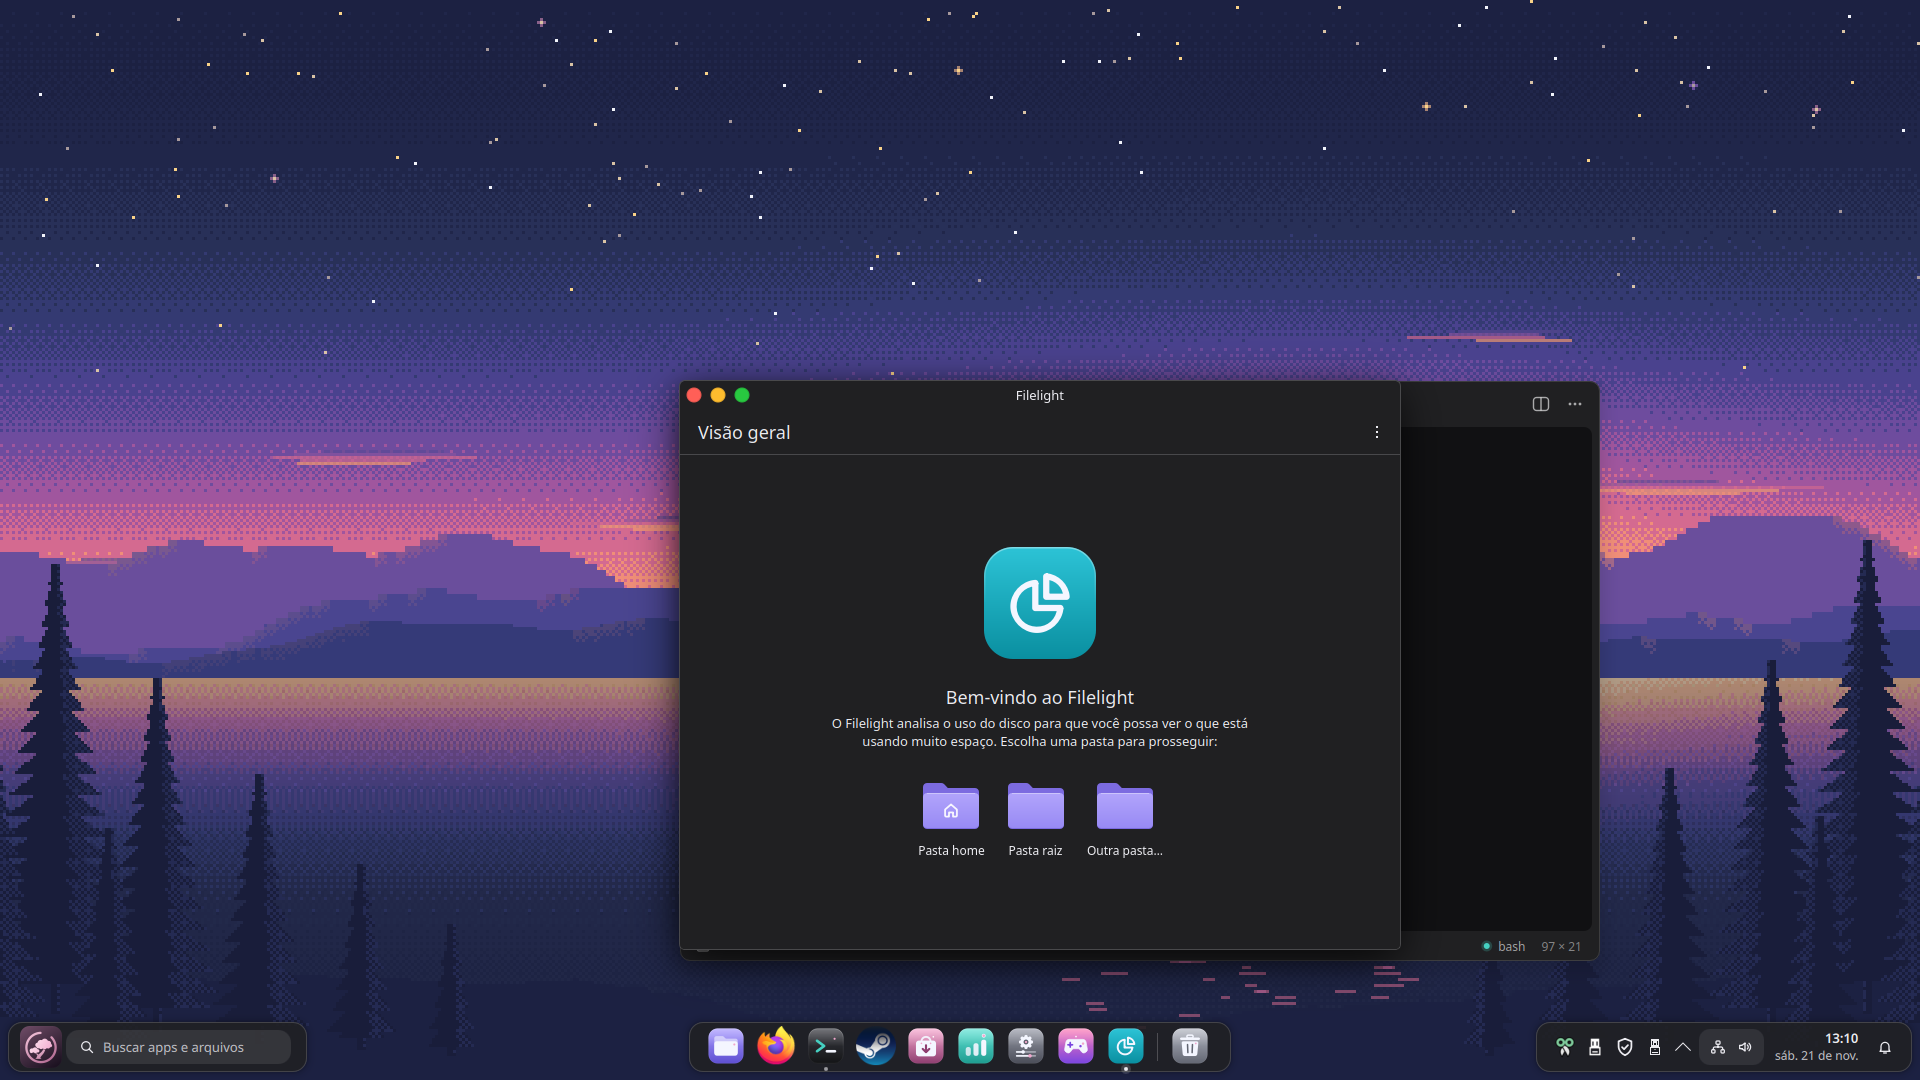 Filelight
Visão geral
Bem-vindo ao Filelight
O Filelight analisa o uso do disco para que você possa ver o que está
usando muito espaço. Escolha uma pasta para prosseguir:
Pasta home
Pasta raiz
Outra pasta...
bash
97 × 21
Buscar apps e arquivos
13:10
sáb. 21 de nov.